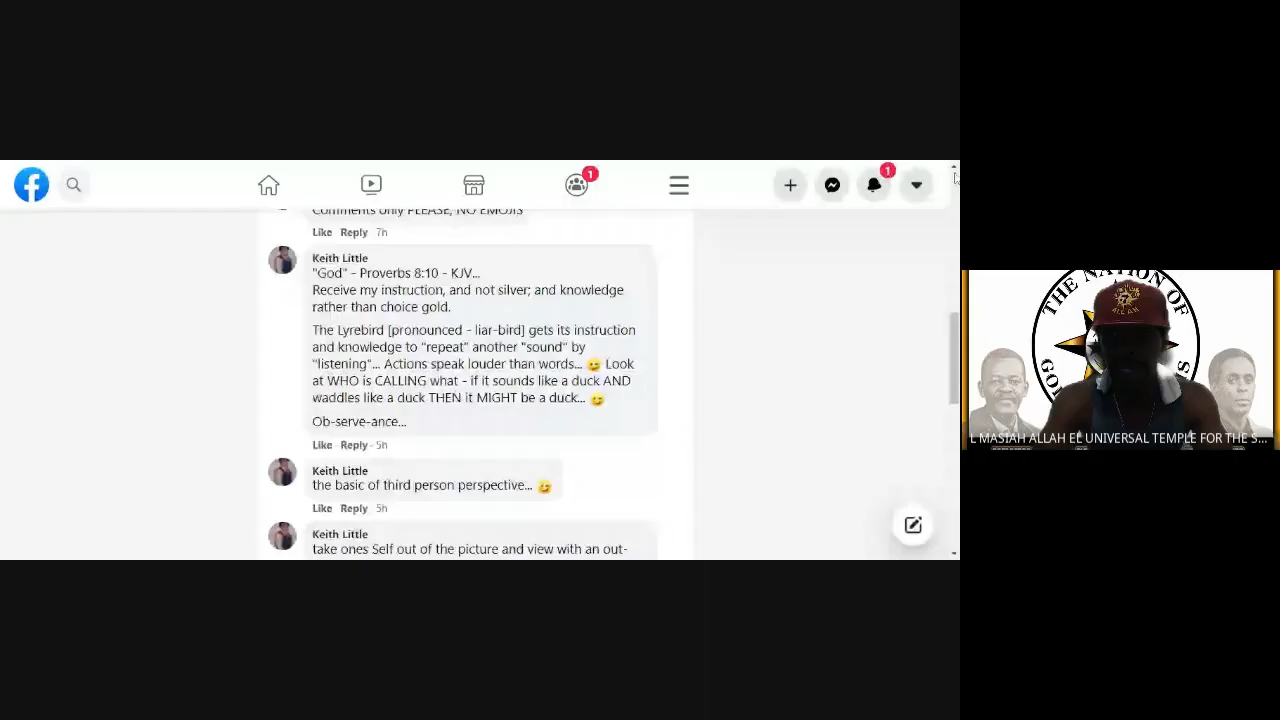 1
1
Comments only PLEASE, NO EMOJIS
Like Reply 7h
Keith Little
"God" - Proverbs 8:10 - KJV...
Receive my instruction, and not silver; and knowledge
rather than choice gold.
The Lyrebird [pronounced - liar-bird] gets its instruction
and knowledge to "repeat" another "sound" by
"listening"... Actions speak louder than words... 😉 Look
at WHO is CALLING what - if it sounds like a duck AND
waddles like a duck THEN it MIGHT be a duck... 😉
Ob-serve-ance...
Like Reply 5h
Keith Little
the basic of third person perspective... 😉
Like Reply 5h
Keith Little
take ones Self out of the picture and view with an out-
THE NATION OF
L MASIAH ALLAH EL UNIVERSAL TEMPLE FOR THE S...